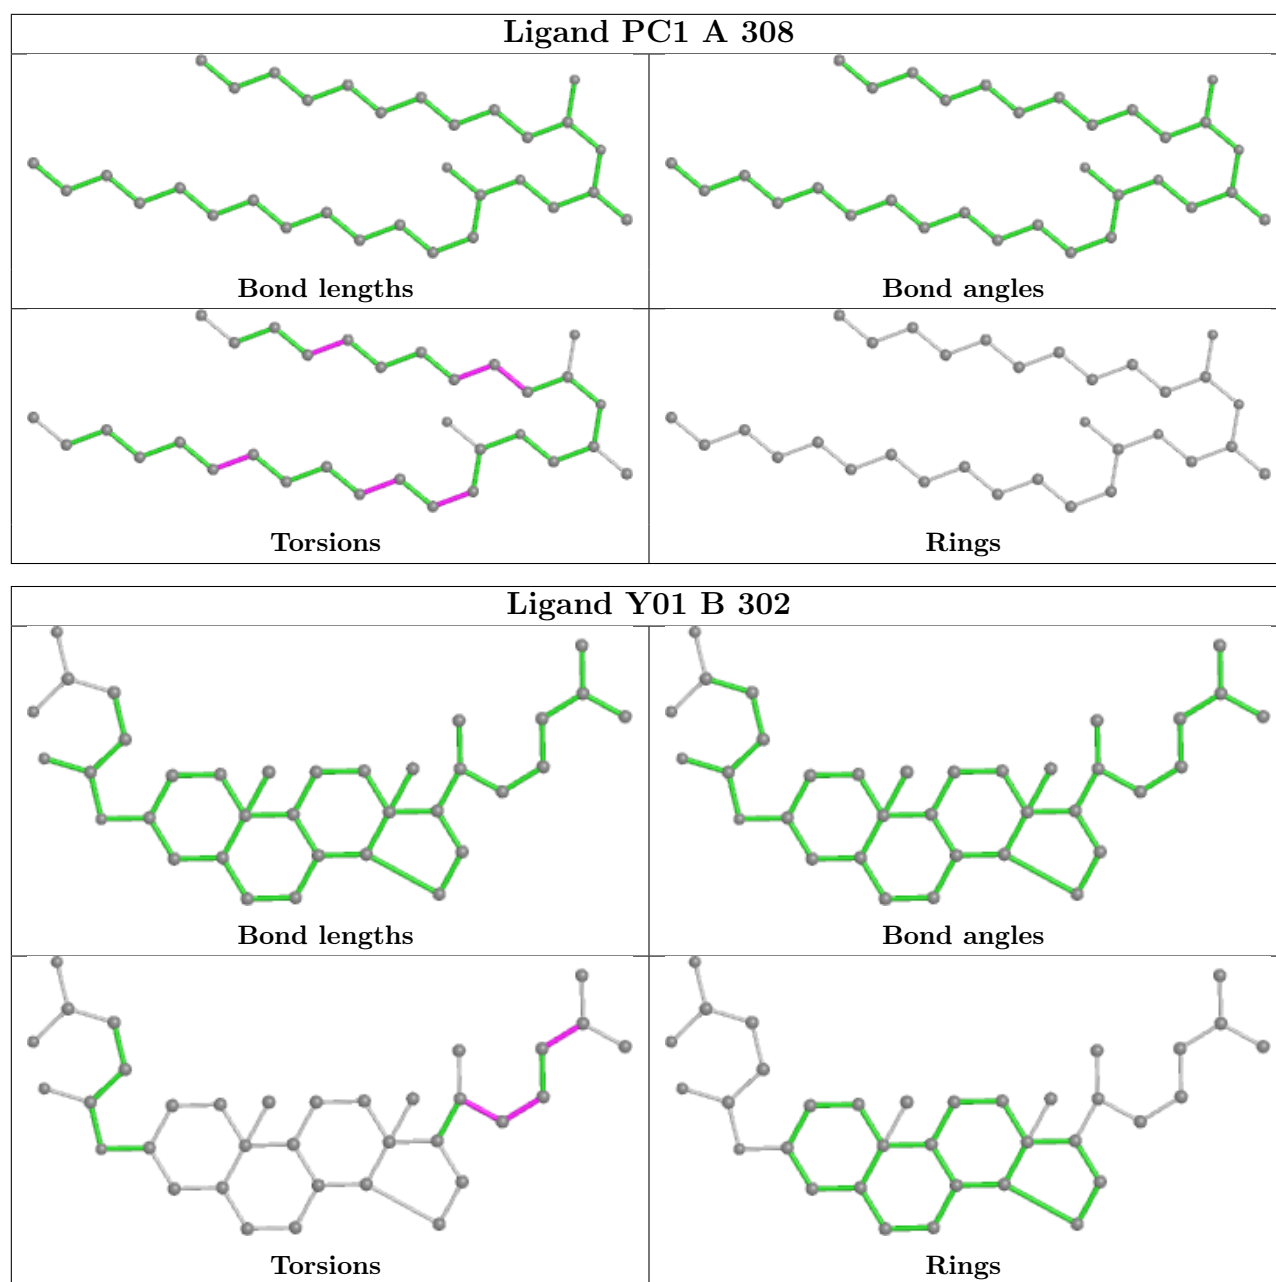 Ligand PC1 A 308
Bond lengths
Bond angles
Torsions
Rings
Ligand Y01 B 302
Bond lengths
Bond angles
Torsions
Rings